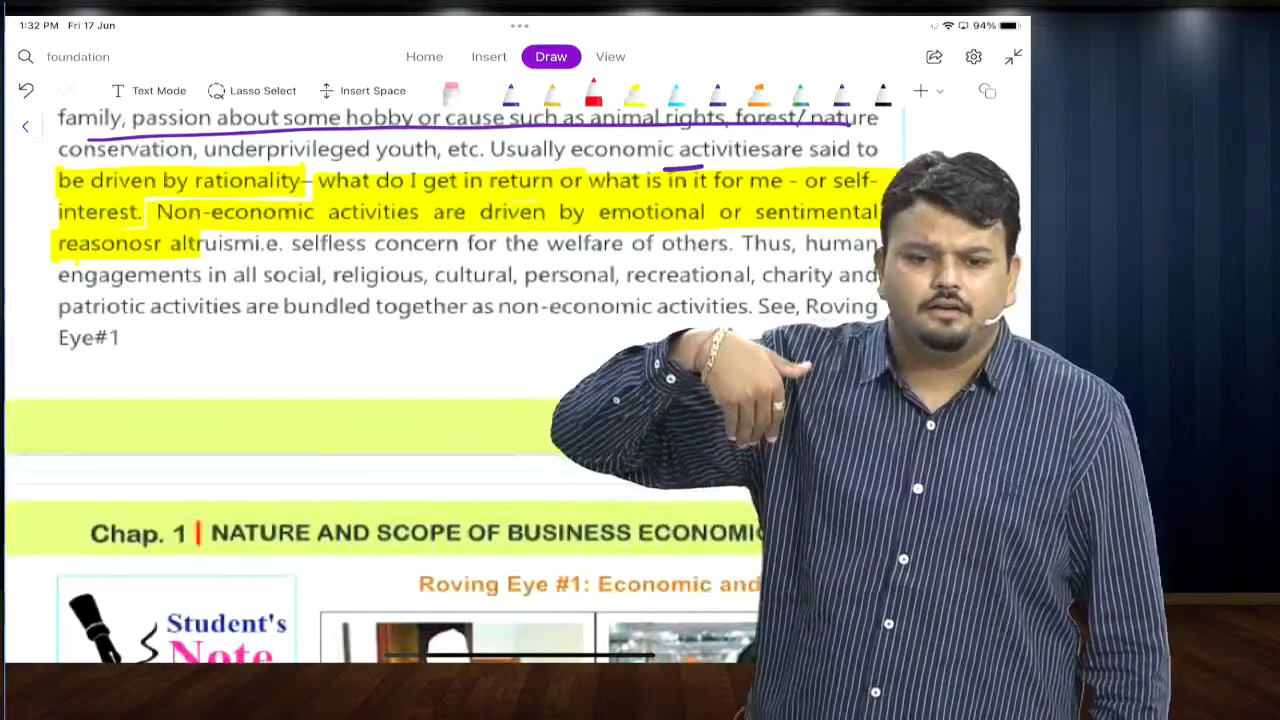 1:32 PM Fri 17 Jun
94%
foundation
Home Insert Draw View
Text Mode Lasso Select Insert Space
family, passion about some hobby or cause such as animal rights, forest/ nature
conservation, underprivileged youth, etc. Usually economic activitiesare said to
be driven by rationality– what do I get in return or what is in it for me - or self-
interest. Non-economic activities are driven by emotional or sentimental
reasonosr altruismi.e. selfless concern for the welfare of others. Thus, human
engagements in all social, religious, cultural, personal, recreational, charity and
patriotic activities are bundled together as non-economic activities. See, Roving
Eye#1
Chap. 1 | NATURE AND SCOPE OF BUSINESS ECONOMIC
Roving Eye #1: Economic and
Student's
Note